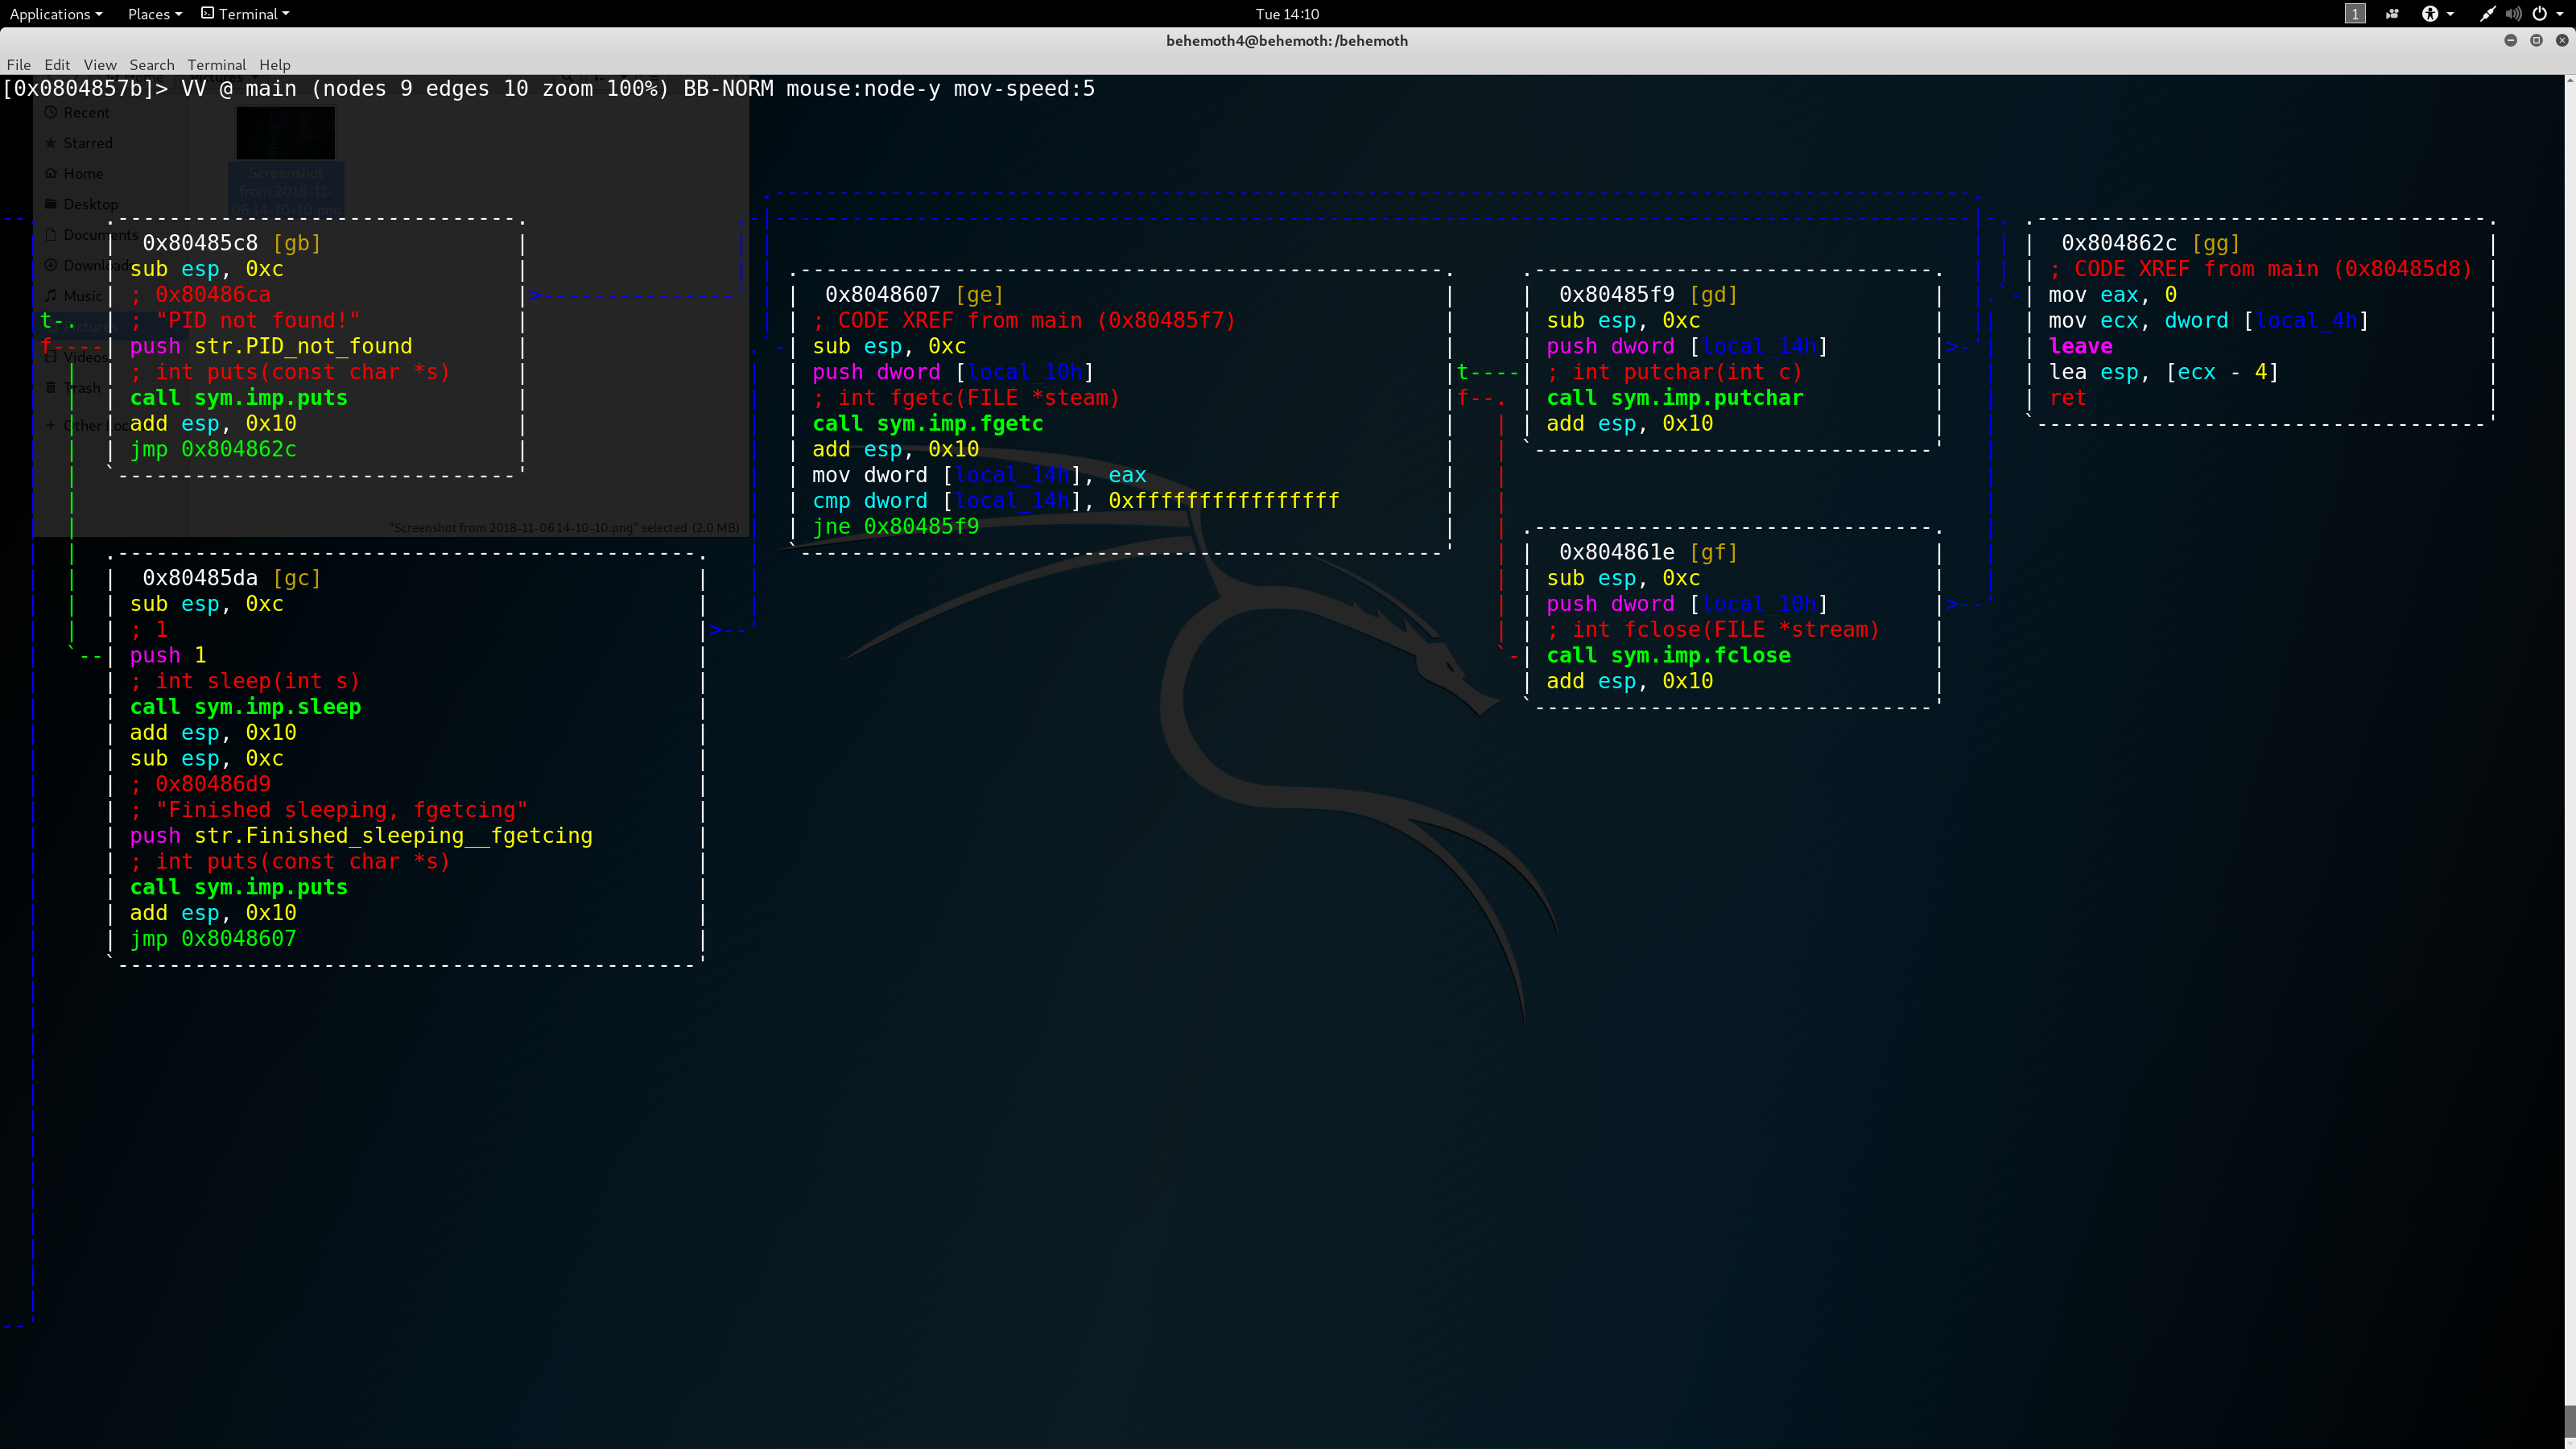 Applications Places Terminal Tue 14:10 1
behemoth4@behemoth: /behemoth
File Edit View Search Terminal Help
[0x0804857b]> VV @ main (nodes 9 edges 10 zoom 100%) BB-NORM mouse:node-y mov-speed:5
Recent
Starred
Home
Desktop
Documents
Downloads
Music
Pictures
Videos
Trash
+ Other Loc
Screenshot
from 2018-11-
06 14-10-10.png
"Screenshot from 2018-11-06 14-10-10.png" selected (2.0 MB)
0x80485c8 [gb]
sub esp, 0xc
; 0x80486ca
; "PID not found!"
push str.PID_not_found
; int puts(const char *s)
call sym.imp.puts
add esp, 0x10
jmp 0x804862c
t
f
0x80485da [gc]
sub esp, 0xc
; 1
push 1
; int sleep(int s)
call sym.imp.sleep
add esp, 0x10
sub esp, 0xc
; 0x80486d9
; "Finished sleeping, fgetcing"
push str.Finished_sleeping__fgetcing
; int puts(const char *s)
call sym.imp.puts
add esp, 0x10
jmp 0x8048607
0x8048607 [ge]
; CODE XREF from main (0x80485f7)
sub esp, 0xc
push dword [local_10h]
; int fgetc(FILE *steam)
call sym.imp.fgetc
add esp, 0x10
mov dword [local_14h], eax
cmp dword [local_14h], 0xffffffffffffffff
jne 0x80485f9
t
f
0x80485f9 [gd]
sub esp, 0xc
push dword [local_14h]
; int putchar(int c)
call sym.imp.putchar
add esp, 0x10
0x804861e [gf]
sub esp, 0xc
push dword [local_10h]
; int fclose(FILE *stream)
call sym.imp.fclose
add esp, 0x10
0x804862c [gg]
; CODE XREF from main (0x80485d8)
mov eax, 0
mov ecx, dword [local_4h]
leave
lea esp, [ecx - 4]
ret